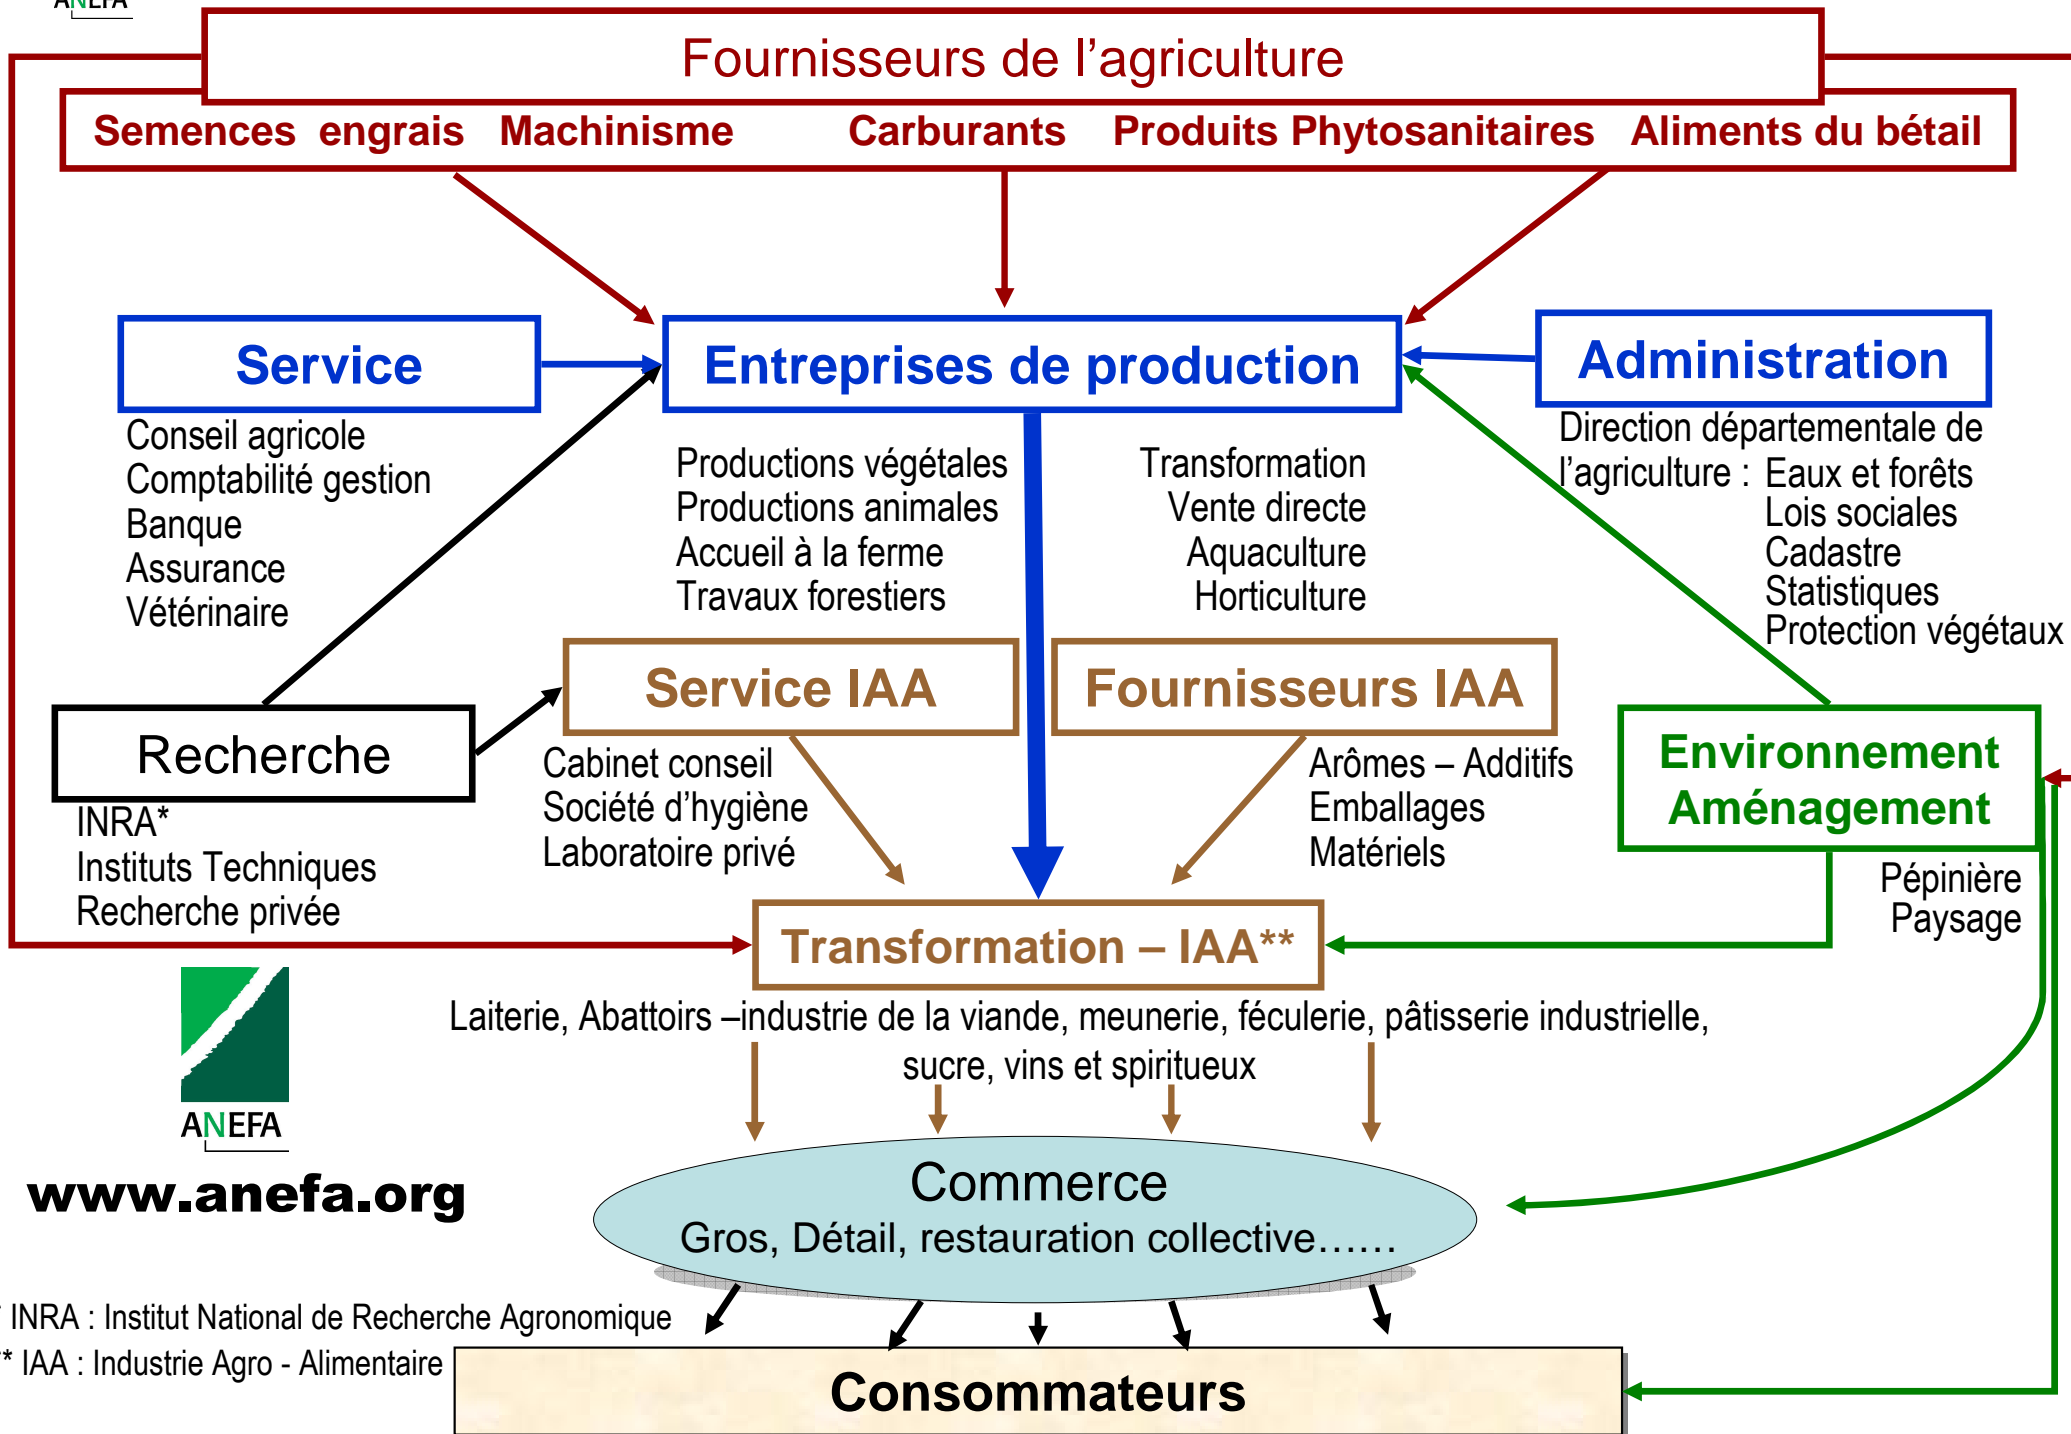 ANEFA
Fournisseurs de l’agriculture
Semences engrais Machinisme Carburants Produits Phytosanitaires Aliments du bétail
Service
Entreprises de production
Administration
Conseil agricole
Comptabilité gestion
Banque
Assurance
Vétérinaire
Productions végétales
Productions animales
Accueil à la ferme
Travaux forestiers
Transformation
Vente directe
Aquaculture
Horticulture
Direction départementale de
l’agriculture : Eaux et forêts
Lois sociales
Cadastre
Statistiques
Protection végétaux
Service IAA
Fournisseurs IAA
Recherche
Environnement
Aménagement
INRA*
Instituts Techniques
Recherche privée
Cabinet conseil
Société d’hygiène
Laboratoire privé
Arômes – Additifs
Emballages
Matériels
Pépinière
Paysage
Transformation – IAA**
Laiterie, Abattoirs –industrie de la viande, meunerie, féculerie, pâtisserie industrielle,
sucre, vins et spiritueux
ANEFA
www.anefa.org
Commerce
Gros, Détail, restauration collective……
* INRA : Institut National de Recherche Agronomique
** IAA : Industrie Agro - Alimentaire
Consommateurs